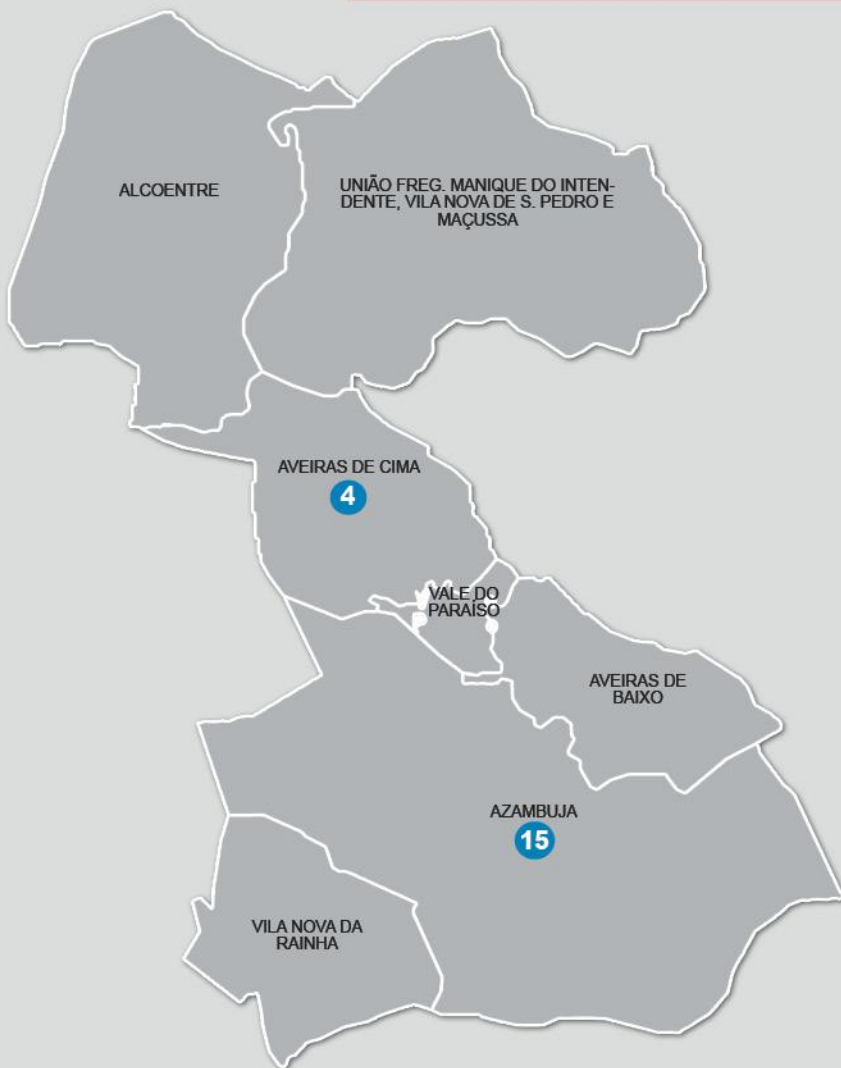 ALCOENTRE
UNIÃO FREG. MANIQUE DO INTEN-
DENTE, VILA NOVA DE S. PEDRO E
MAÇUSSA
AVEIRAS DE CIMA
4
VALE DO
PARAÍSO
AVEIRAS DE
BAIXO
AZAMBUJA
15
VILA NOVA DA
RAINHA